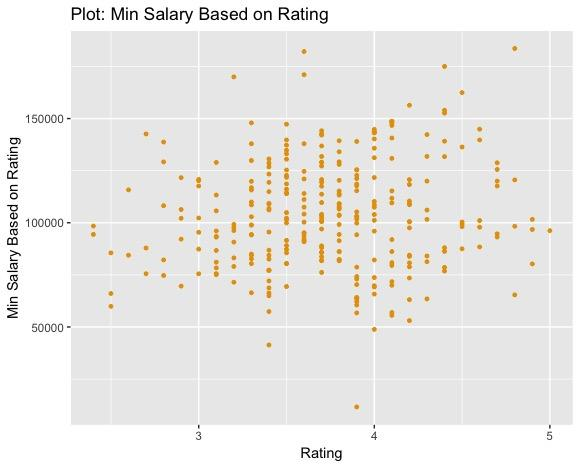 Plot: Min Salary Based on Rating
Min Salary Based on Rating
150000
100000
50000
3 4 5
Rating